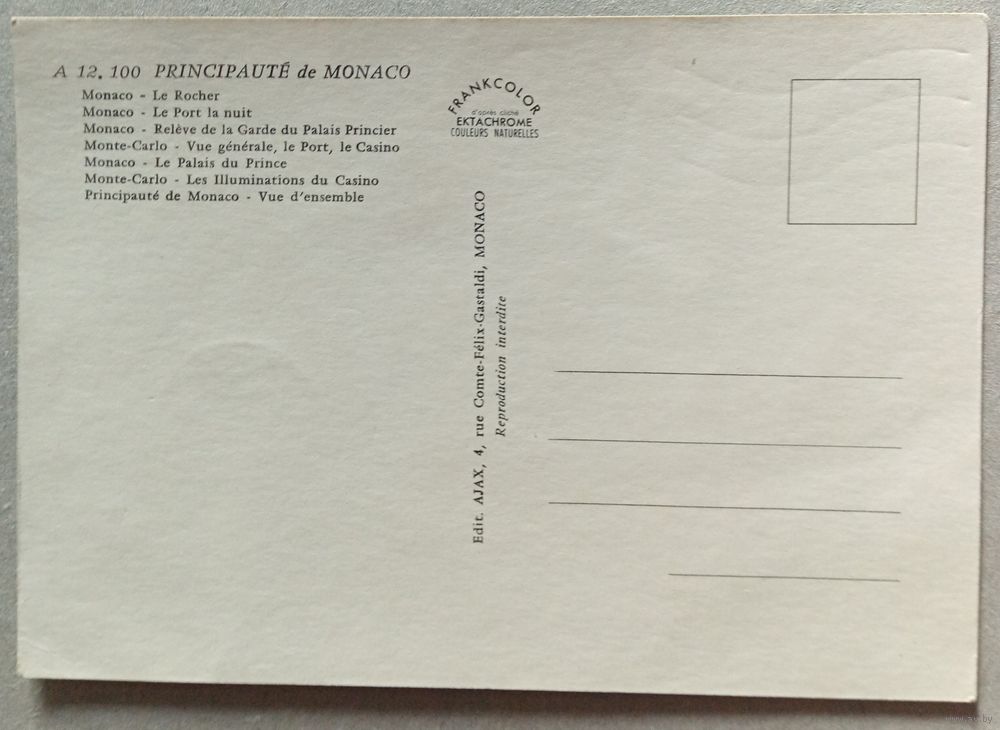 A 12. 100 PRINCIPAUTÉ de MONACO
Monaco - Le Rocher
Monaco - Le Port la nuit
Monaco - Relève de la Garde du Palais Princier
Monte-Carlo - Vue générale, le Port, le Casino
Monaco - Le Palais du Prince
Monte-Carlo - Les Illuminations du Casino
Principauté de Monaco - Vue d'ensemble
FRANKCOLOR
d'après cliché
EKTACHROME
COULEURS NATURELLES
Edit. AJAX, 4, rue Comte-Félix-Gastaldi, MONACO
Reproduction interdite